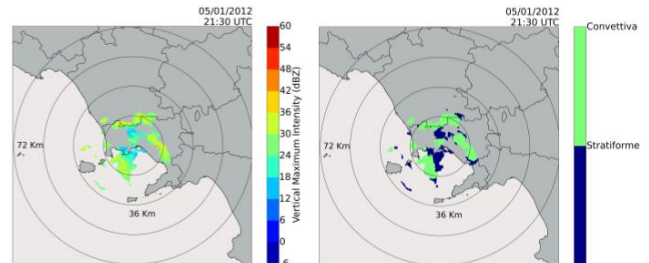 05/01/2012
21:30 UTC
72 Km
36 Km
60
54
48
42
36
30
24
18
12
6
0
-6
Vertical Maximum Intensity (dBZ)
05/01/2012
21:30 UTC
72 Km
36 Km
Convettiva
Stratiforme